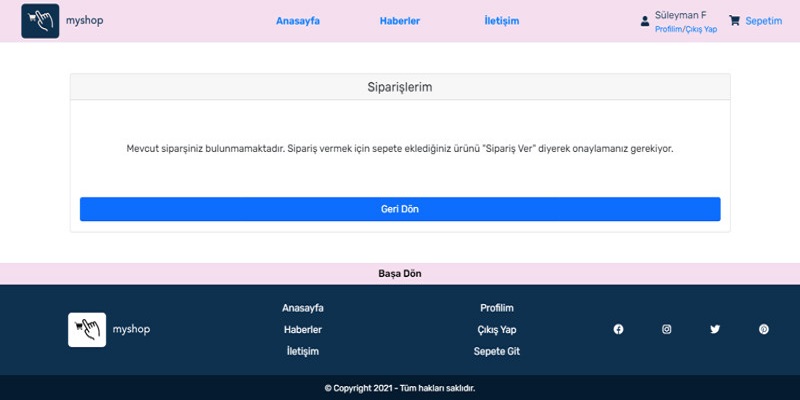 myshop
Anasayfa
Haberler
İletişim
Süleyman F
Profilim/Çıkış Yap
Sepetim
Siparişlerim
Mevcut siparşiniz bulunmamaktadır. Sipariş vermek için sepete eklediğiniz ürünü "Sipariş Ver" diyerek onaylamanız gerekiyor.
Geri Dön
Başa Dön
myshop
Anasayfa
Haberler
İletişim
Profilim
Çıkış Yap
Sepete Git
© Copyright 2021 - Tüm hakları saklıdır.